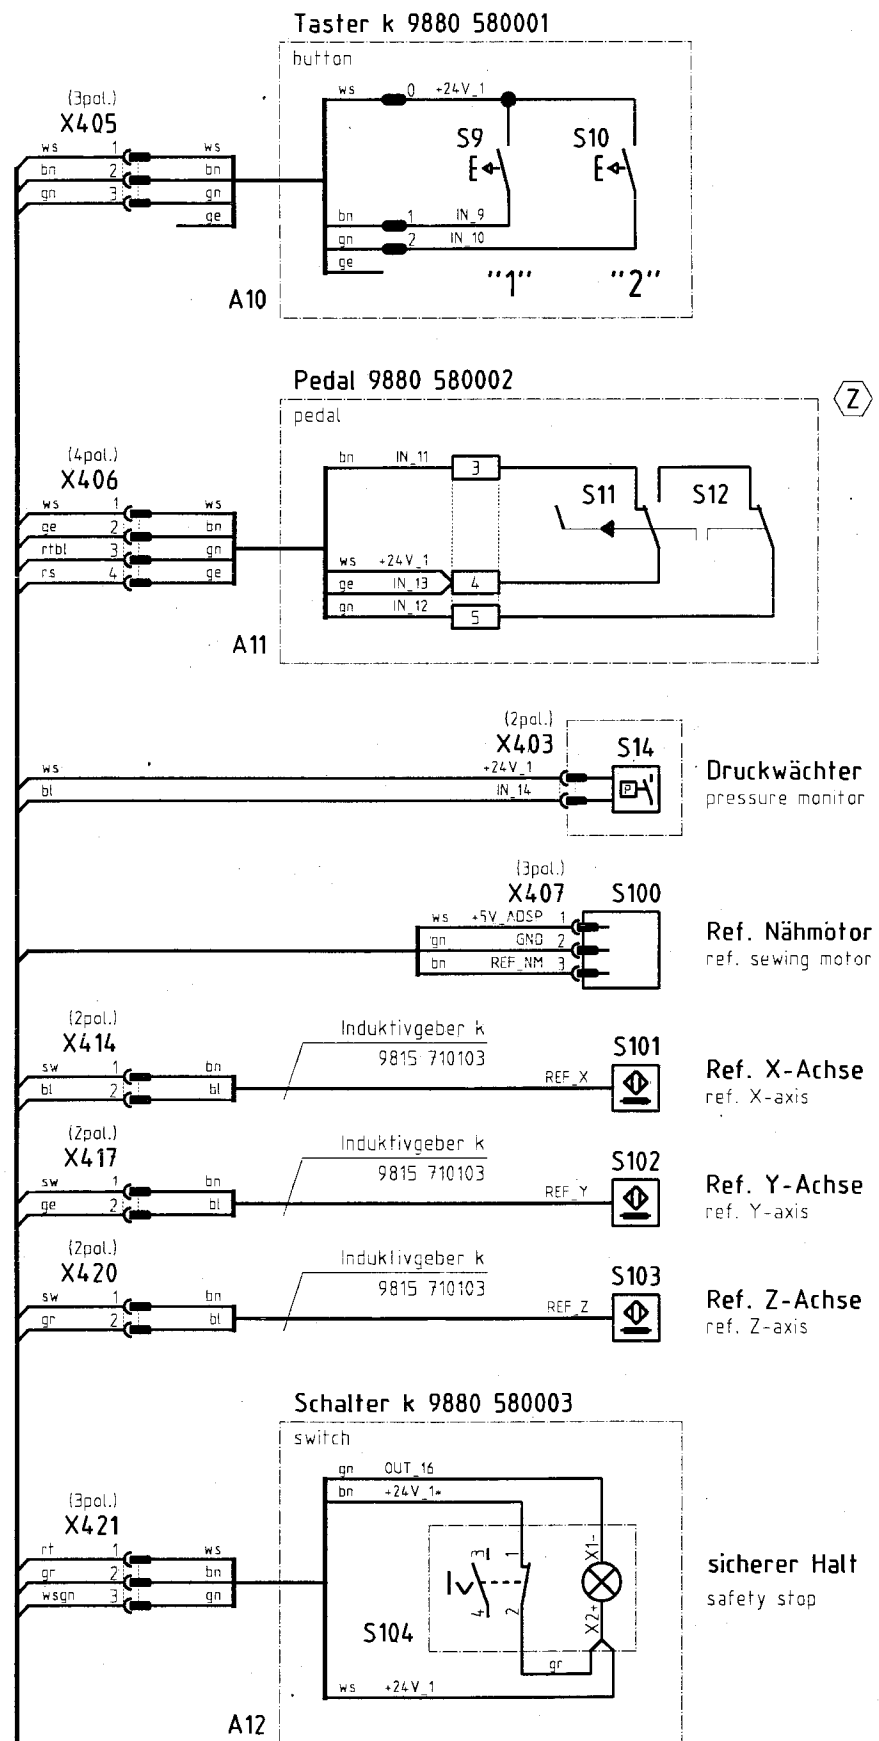 Taster k 9880 580001
button
(3pol.)
X405
ws 1 ws
bn 2 bn
gn 3 gn
ge
ws 0 +24V_1
S9 S10
bn 1 IN_9
gn 2 IN_10
ge
"1" "2"
A10
Pedal 9880 580002
Z
pedal
(4pol.)
X406
ws 1 ws
ge 2 bn
rtbl 3 gn
rs 4 ge
bn IN_11 3
S11 S12
ws +24V_1
ge IN_13 4
gn IN_12 5
A11
(2pol.)
X403 S14
ws +24V_1
bl IN_14
P
Druckwächter
pressure monitor
(3pol.)
X407 S100
ws +5V_ADSP 1
gn GND 2
bn REF_NM 3
Ref. Nähmotor
ref. sewing motor
(2pol.)
X414
sw 1 bn
bl 2 bl
Induktivgeber k
9815 710103
REF_X
S101
Ref. X-Achse
ref. X-axis
(2pol.)
X417
sw 1 bn
ge 2 bl
Induktivgeber k
9815 710103
REF_Y
S102
Ref. Y-Achse
ref. Y-axis
(2pol.)
X420
sw 1 bn
gr 2 bl
Induktivgeber k
9815 710103
REF_Z
S103
Ref. Z-Achse
ref. Z-axis
Schalter k 9880 580003
switch
(3pol.)
X421
rt 1 ws
gr 2 bn
wsgn 3 gn
gn OUT_16
bn +24V_1*
3 1 X1-
4 2 X2+
S104
gr
ws +24V_1
sicherer Halt
safety stop
A12